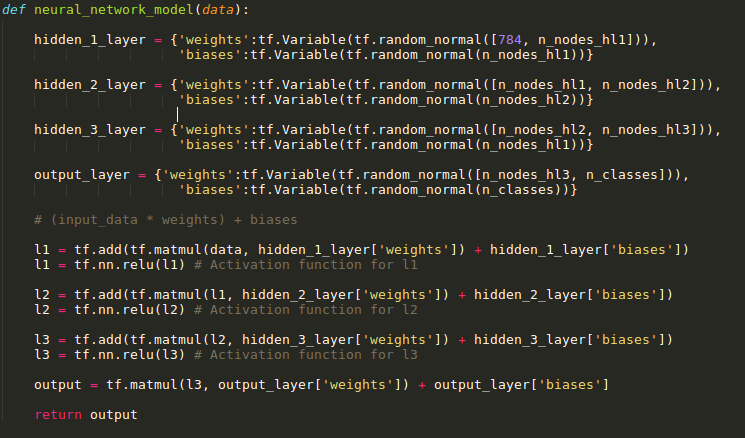 def neural_network_model(data):
hidden_1_layer = {'weights':tf.Variable(tf.random_normal([784, n_nodes_hl1])),
'biases':tf.Variable(tf.random_normal(n_nodes_hl1))}
hidden_2_layer = {'weights':tf.Variable(tf.random_normal([n_nodes_hl1, n_nodes_hl2])),
'biases':tf.Variable(tf.random_normal(n_nodes_hl2))}
hidden_3_layer = {'weights':tf.Variable(tf.random_normal([n_nodes_hl2, n_nodes_hl3])),
'biases':tf.Variable(tf.random_normal(n_nodes_hl1))}
output_layer = {'weights':tf.Variable(tf.random_normal([n_nodes_hl3, n_classes])),
'biases':tf.Variable(tf.random_normal(n_classes))}
# (input_data * weights) + biases
l1 = tf.add(tf.matmul(data, hidden_1_layer['weights']) + hidden_1_layer['biases'])
l1 = tf.nn.relu(l1) # Activation function for l1
l2 = tf.add(tf.matmul(l1, hidden_2_layer['weights']) + hidden_2_layer['biases'])
l2 = tf.nn.relu(l2) # Activation function for l2
l3 = tf.add(tf.matmul(l2, hidden_3_layer['weights']) + hidden_3_layer['biases'])
l3 = tf.nn.relu(l3) # Activation function for l3
output = tf.matmul(l3, output_layer['weights']) + output_layer['biases']
return output